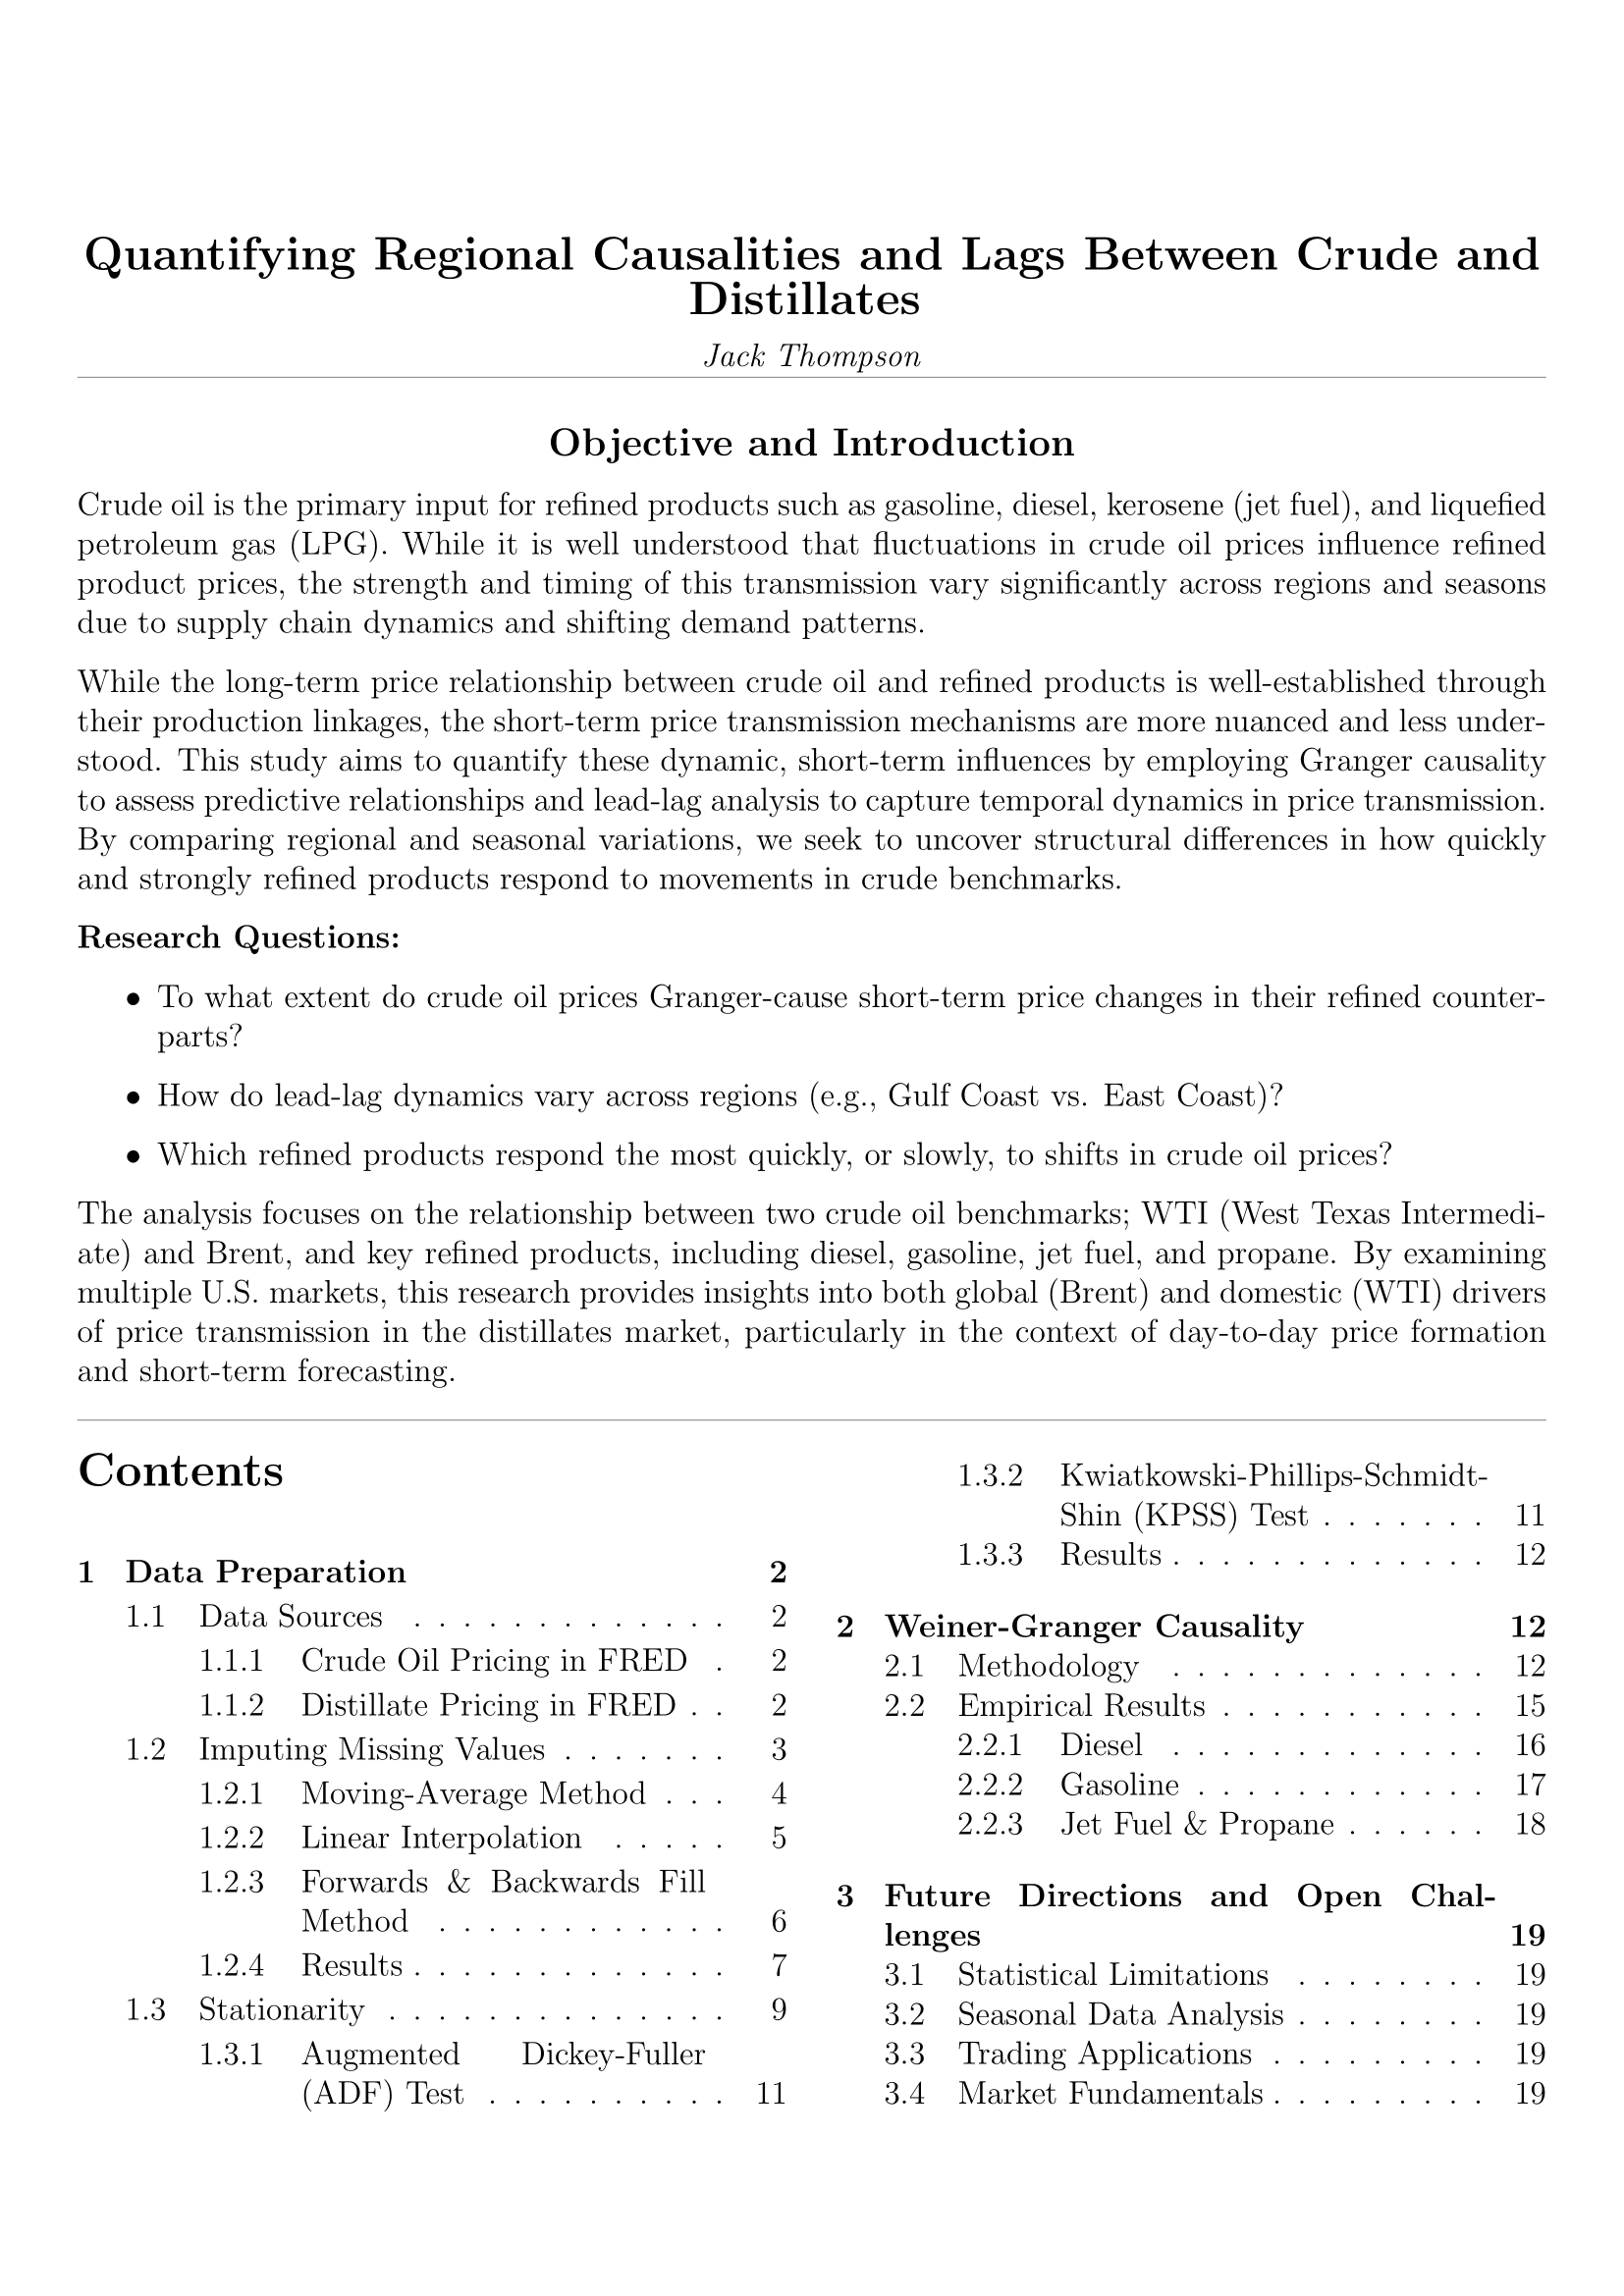 Quantifying Regional Causalities and Lags Between Crude and
Distillates
Jack Thompson
Objective and Introduction
Crude oil is the primary input for refined products such as gasoline, diesel, kerosene (jet fuel), and liquefied
petroleum gas (LPG). While it is well understood that fluctuations in crude oil prices influence refined
product prices, the strength and timing of this transmission vary significantly across regions and seasons
due to supply chain dynamics and shifting demand patterns.
While the long-term price relationship between crude oil and refined products is well-established through
their production linkages, the short-term price transmission mechanisms are more nuanced and less under-
stood. This study aims to quantify these dynamic, short-term influences by employing Granger causality
to assess predictive relationships and lead-lag analysis to capture temporal dynamics in price transmission.
By comparing regional and seasonal variations, we seek to uncover structural differences in how quickly
and strongly refined products respond to movements in crude benchmarks.
Research Questions:
• To what extent do crude oil prices Granger-cause short-term price changes in their refined counter-
parts?
• How do lead-lag dynamics vary across regions (e.g., Gulf Coast vs. East Coast)?
• Which refined products respond the most quickly, or slowly, to shifts in crude oil prices?
The analysis focuses on the relationship between two crude oil benchmarks; WTI (West Texas Intermedi-
ate) and Brent, and key refined products, including diesel, gasoline, jet fuel, and propane. By examining
multiple U.S. markets, this research provides insights into both global (Brent) and domestic (WTI) drivers
of price transmission in the distillates market, particularly in the context of day-to-day price formation
and short-term forecasting.
Contents
1 Data Preparation 2
1.1 Data Sources . . . . . . . . . . . . . 2
1.1.1 Crude Oil Pricing in FRED . 2
1.1.2 Distillate Pricing in FRED . . 2
1.2 Imputing Missing Values . . . . . . . 3
1.2.1 Moving-Average Method . . . 4
1.2.2 Linear Interpolation . . . . . 5
1.2.3 Forwards & Backwards Fill
Method . . . . . . . . . . . . 6
1.2.4 Results . . . . . . . . . . . . . 7
1.3 Stationarity . . . . . . . . . . . . . . 9
1.3.1 Augmented Dickey-Fuller
(ADF) Test . . . . . . . . . . 11
1.3.2 Kwiatkowski-Phillips-Schmidt-
Shin (KPSS) Test . . . . . . . 11
1.3.3 Results . . . . . . . . . . . . . 12
2 Weiner-Granger Causality 12
2.1 Methodology . . . . . . . . . . . . . 12
2.2 Empirical Results . . . . . . . . . . . 15
2.2.1 Diesel . . . . . . . . . . . . . 16
2.2.2 Gasoline . . . . . . . . . . . . 17
2.2.3 Jet Fuel & Propane . . . . . . 18
3 Future Directions and Open Chal-
lenges 19
3.1 Statistical Limitations . . . . . . . . 19
3.2 Seasonal Data Analysis . . . . . . . . 19
3.3 Trading Applications . . . . . . . . . 19
3.4 Market Fundamentals . . . . . . . . . 19